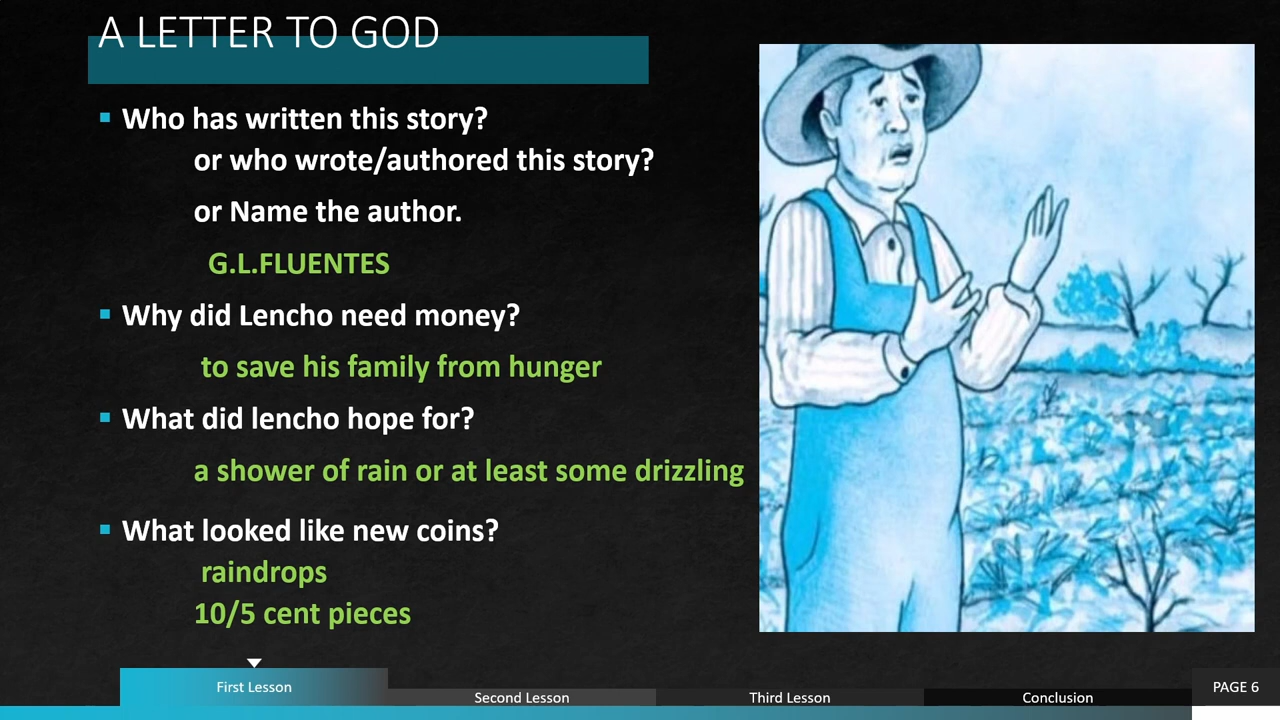 A LETTER TO GOD
Who has written this story?
or who wrote/authored this story?
or Name the author.
G.L.FLUENTES
Why did Lencho need money?
to save his family from hunger
What did lencho hope for?
a shower of rain or at least some drizzling
What looked like new coins?
raindrops
10/5 cent pieces
First Lesson
Second Lesson
Third Lesson
Conclusion
PAGE 6